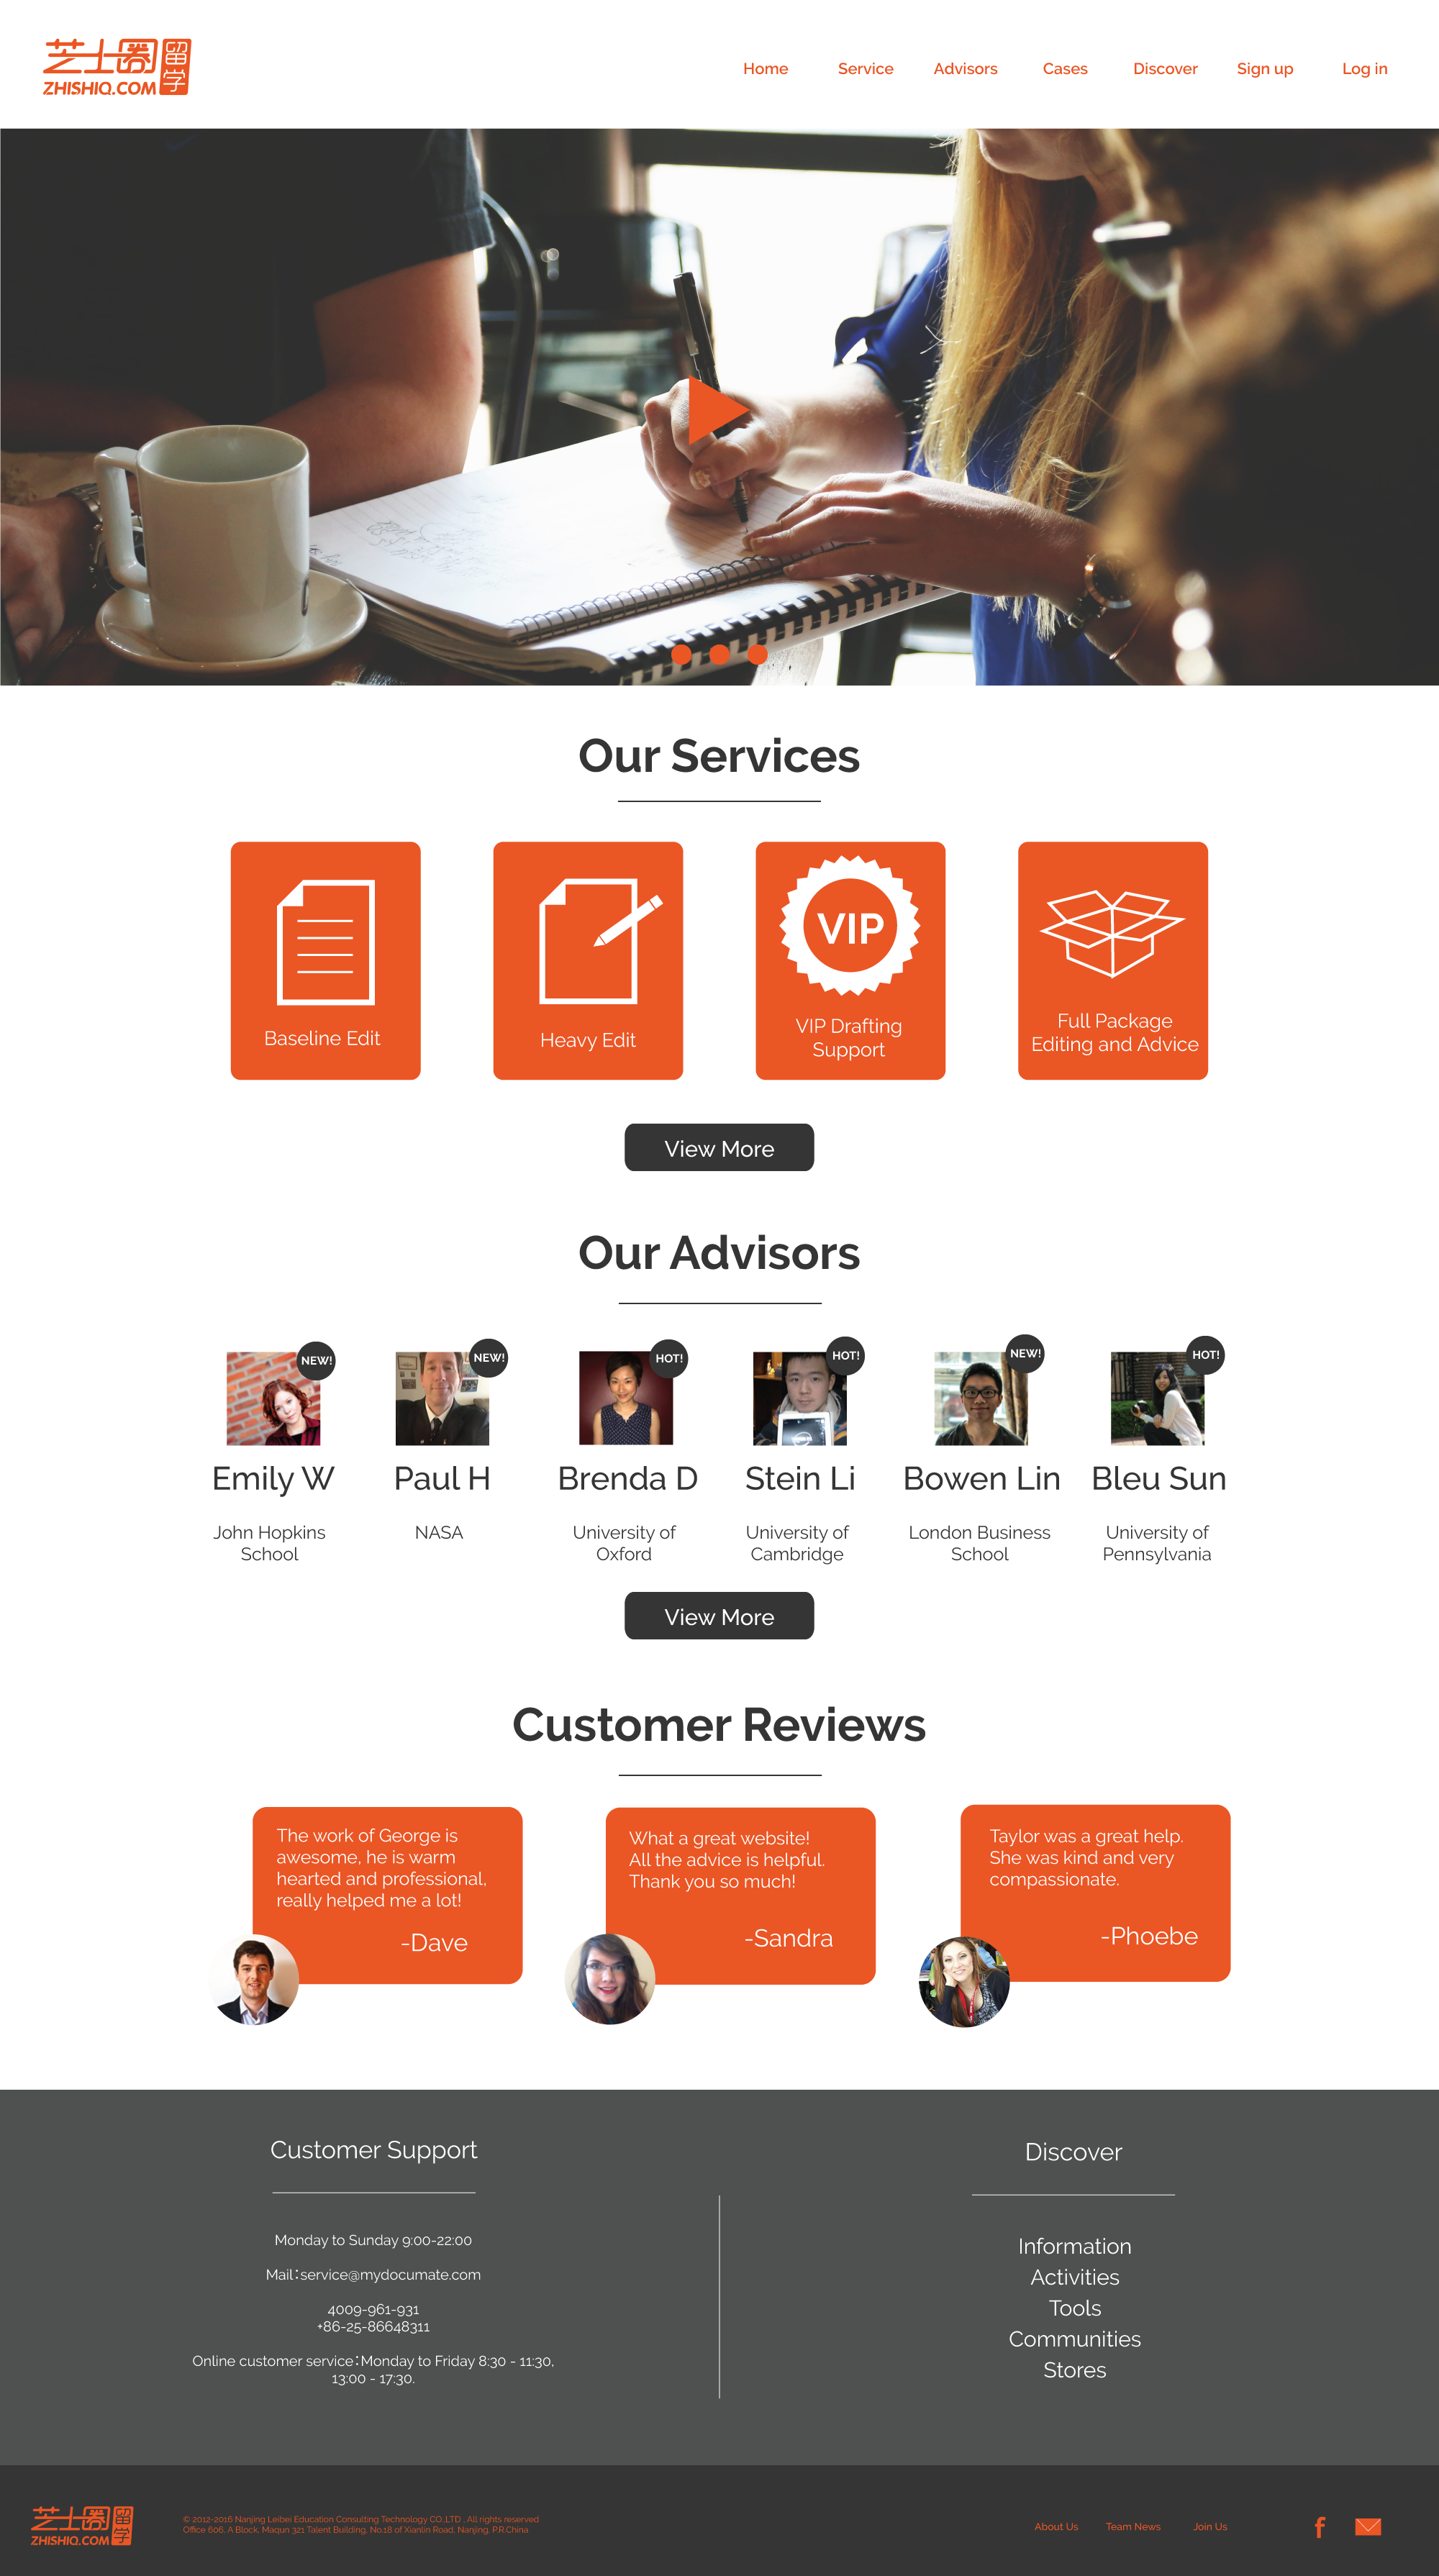 芝士圈留学
ZHISHIQ.COM
Home Service Advisors Cases Discover Sign up Log in
Our Services
Baseline Edit
Heavy Edit
VIP
VIP Drafting
Support
Full Package
Editing and Advice
View More
Our Advisors
NEW!
NEW!
HOT!
HOT!
NEW!
HOT!
Emily W
John Hopkins
School
Paul H
NASA
Brenda D
University of
Oxford
Stein Li
University of
Cambridge
Bowen Lin
London Business
School
Bleu Sun
University of
Pennsylvania
View More
Customer Reviews
The work of George is
awesome, he is warm
hearted and professional,
really helped me a lot!
-Dave
What a great website!
All the advice is helpful.
Thank you so much!
-Sandra
Taylor was a great help.
She was kind and very
compassionate.
-Phoebe
Customer Support
Monday to Sunday 9:00-22:00
Mail：service@mydocumate.com
4009-961-931
+86-25-86648311
Online customer service：Monday to Friday 8:30 - 11:30,
13:00 - 17:30.
Discover
Information
Activities
Tools
Communities
Stores
芝士圈留学
ZHISHIQ.COM
© 2012-2016 Nanjing Leibei Education Consulting Technology CO.,LTD . All rights reserved
Office 606, A Block, Maqun 321 Talent Building, No.18 of Xianlin Road, Nanjing, P.R.China
About Us Team News Join Us